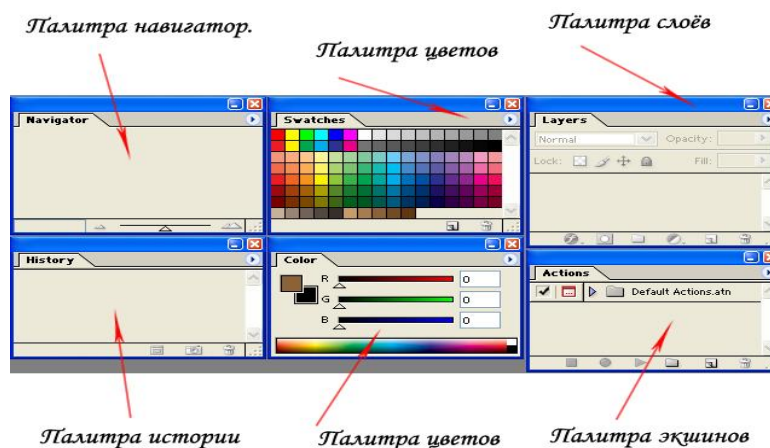 Палитра навигатор.
Палитра цветов
Палитра слоёв
Navigator
Swatches
Layers
Normal
Opacity:
Lock:
Fill:
History
Color
R
0
G
0
B
0
Actions
Default Actions.atn
Палитра истории
Палитра цветов
Палитра экшинов